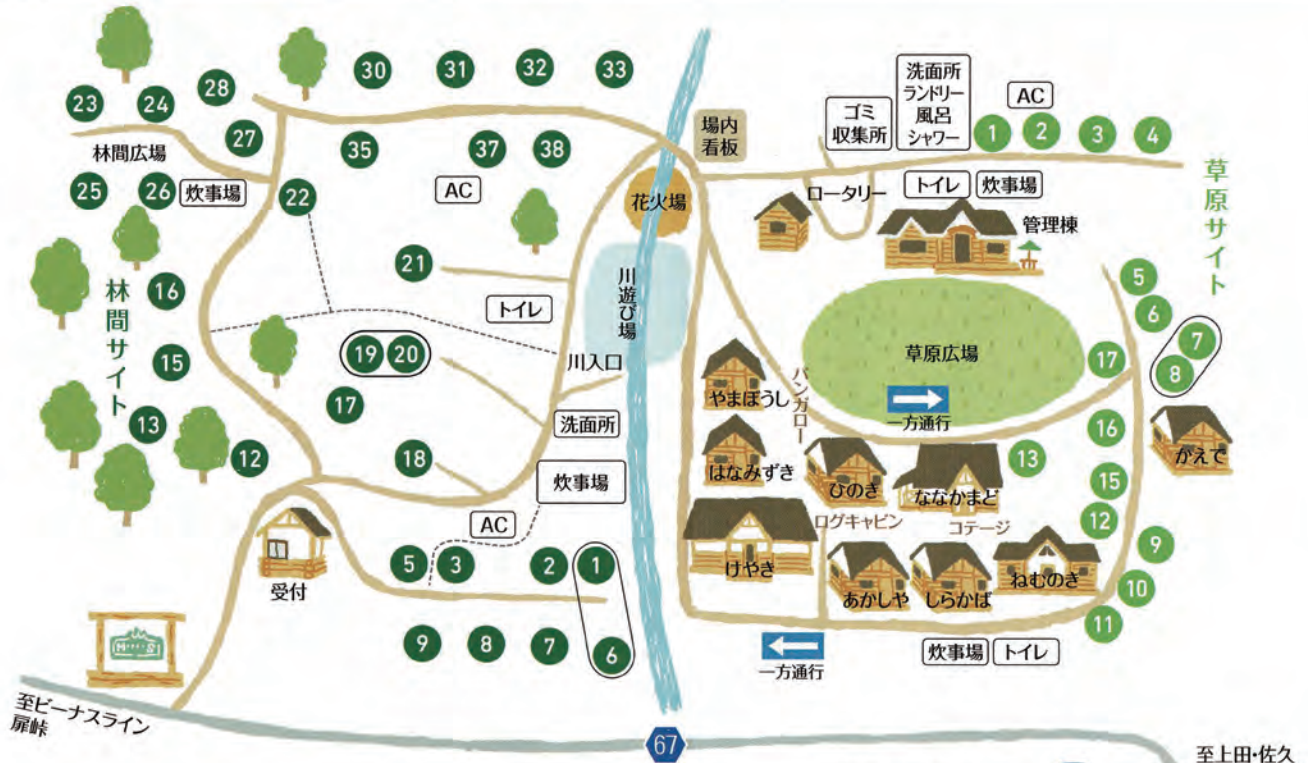 23
24
28
30
31
32
33
27
35
37
38
林間広場
25
26
炊事場
22
AC
21
トイレ
16
15
林間サイト
13
12
19
20
17
18
川入口
洗面所
炊事場
AC
受付
5
3
2
1
9
8
7
6
花火場
川遊び場
場内
看板
ゴミ
収集所
洗面所
ランドリー
風呂
シャワー
AC
1
2
3
4
草原サイト
ロータリー
トイレ
炊事場
管理棟
5
6
7
8
17
草原広場
一方通行
やまぼうし
バンガロー
はなみずき
ひのき
ななかまど
13
16
かえで
15
12
ログキャビン
コテージ
けやき
あかしや
しらかば
ねむのき
9
10
11
一方通行
炊事場
トイレ
至ビーナスライン
扉峠
67
至上田・佐久